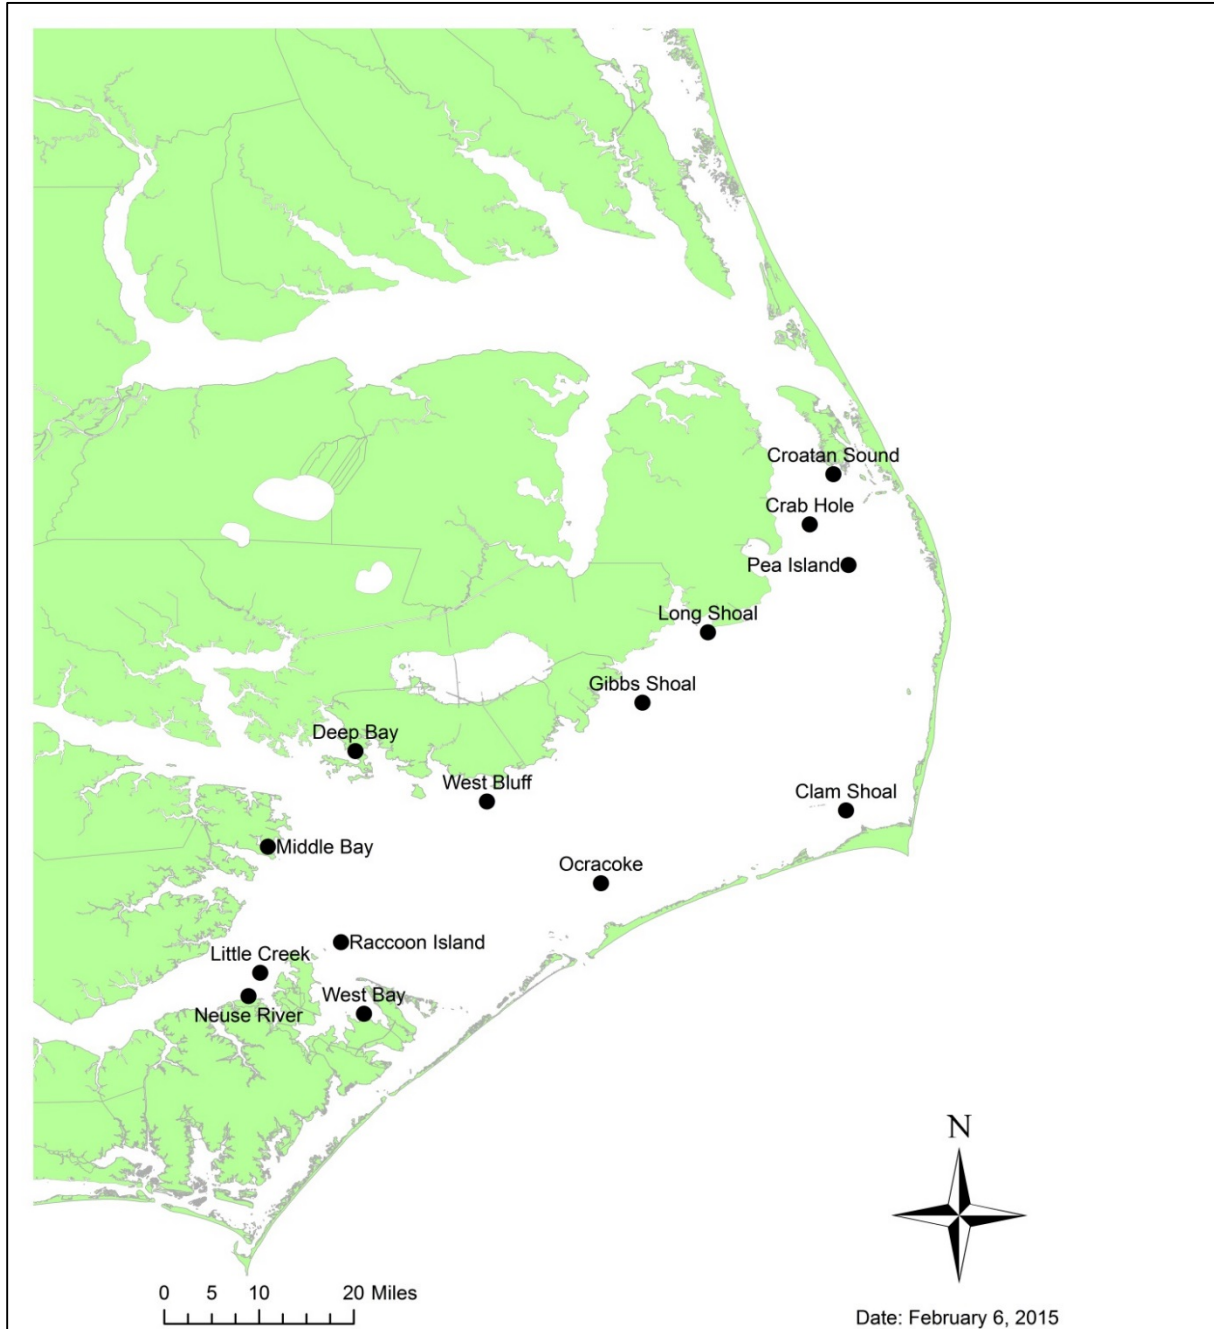 Croatan Sound
Crab Hole
Pea Island
Long Shoal
Gibbs Shoal
Deep Bay
West Bluff
Clam Shoal
Middle Bay
Ocracoke
Raccoon Island
Little Creek
West Bay
Neuse River
N
0 5 10 20 Miles
Date: February 6, 2015